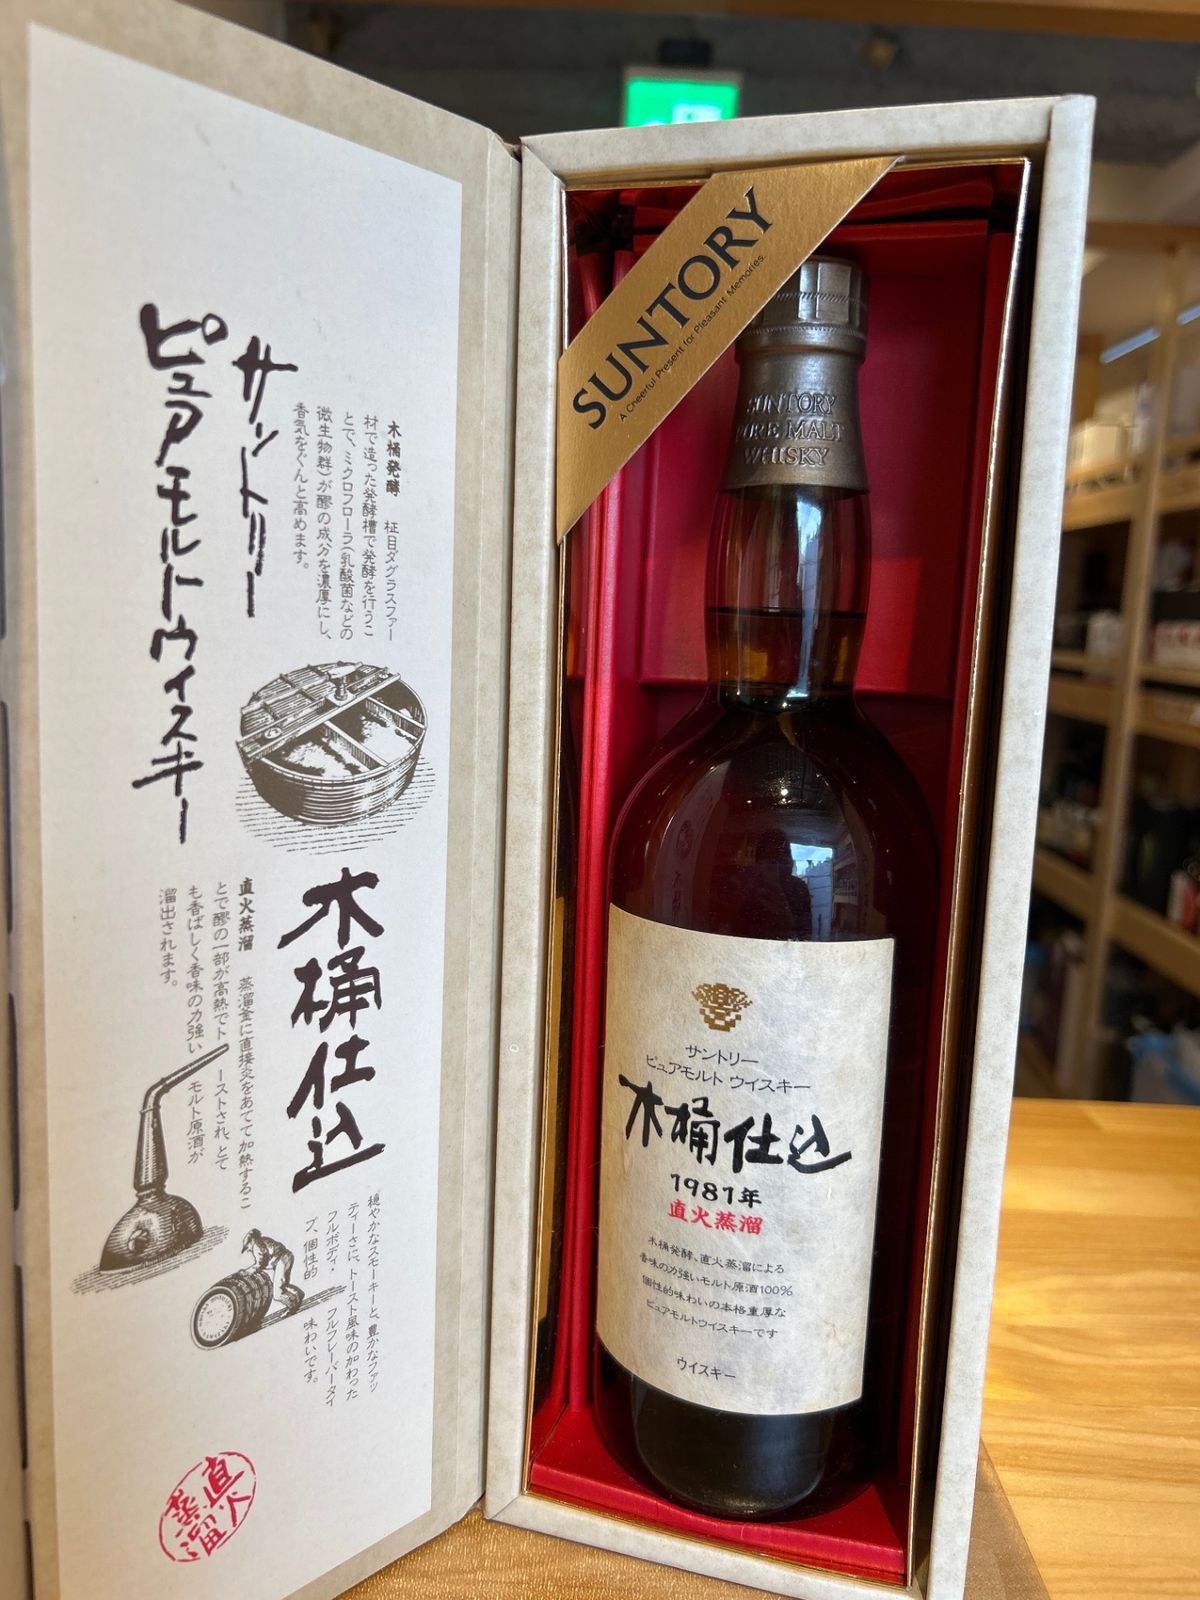 サントリー
ピュアモルトウィスキー
木桶発酵 柾目ダグラスファー
材で造った発酵槽で発酵を行うこ
とで、ミクロフローラ(乳酸菌などの
微生物群)が醪の成分を濃厚にし、
香気をぐんと高めます。
木桶仕込
直火蒸溜 蒸溜釜に直接炎をあてて加熱するこ
とで醪の一部が高熱でトーストされ、とて
も香ばしく香味の力強いモルト原酒が
溜出されます。
穏やかなスモーキーと、豊かなファッ
ティーさに、トースト風味の加わった
フルボディ・フルフレーバータイ
プ、個性的味わいです。
直火
蒸溜
SUNTORY
A Cheerful Present for Pleasant Memories.
SUNTORY
PURE MALT
WHISKY
サントリー
ピュアモルト ウイスキー
木桶仕込
1981年
直火蒸溜
木桶発酵、直火蒸溜による
香味の力強いモルト原酒100%
個性的味わいの本格重厚な
ピュアモルトウイスキーです
ウイスキー